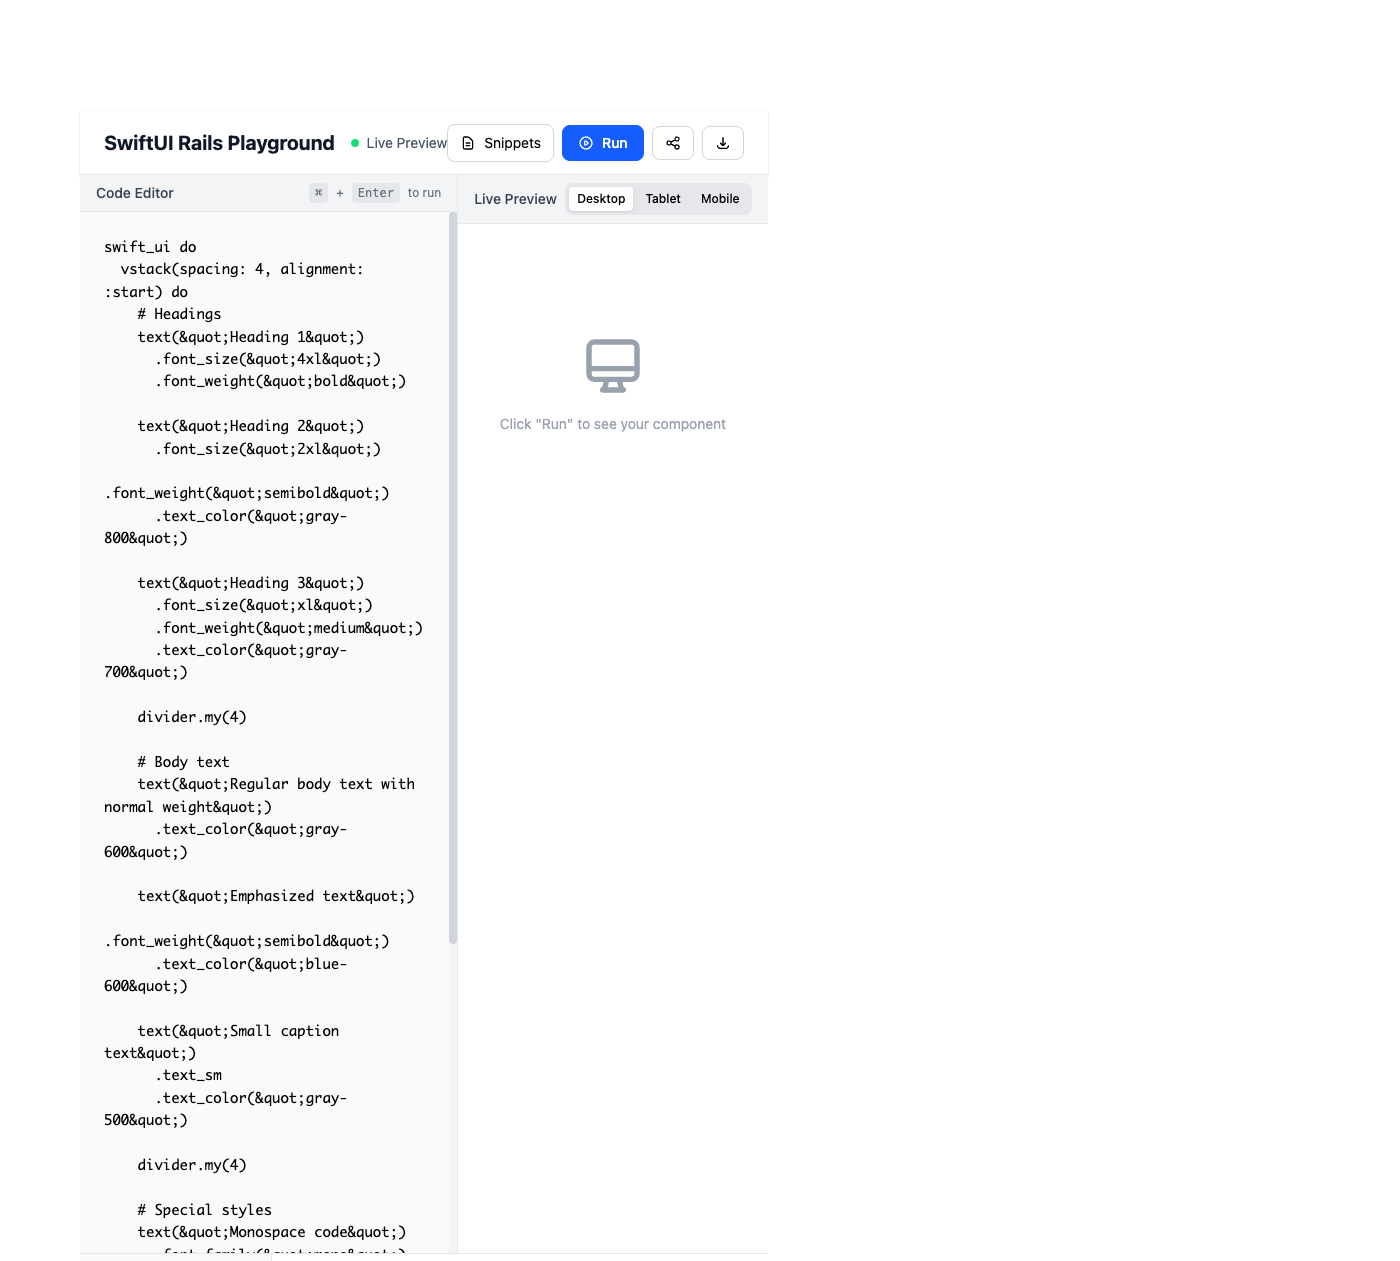 SwiftUI Rails Playground
Live Preview
Snippets
Run
Code Editor
⌘ + Enter to run
swift_ui do
  vstack(spacing: 4, alignment:
:start) do
    # Headings
    text(&quot;Heading 1&quot;)
      .font_size(&quot;4xl&quot;)
      .font_weight(&quot;bold&quot;)
    text(&quot;Heading 2&quot;)
      .font_size(&quot;2xl&quot;)
.font_weight(&quot;semibold&quot;)
      .text_color(&quot;gray-
800&quot;)
    text(&quot;Heading 3&quot;)
      .font_size(&quot;xl&quot;)
      .font_weight(&quot;medium&quot;)
      .text_color(&quot;gray-
700&quot;)
    divider.my(4)
    # Body text
    text(&quot;Regular body text with
normal weight&quot;)
      .text_color(&quot;gray-
600&quot;)
    text(&quot;Emphasized text&quot;)
.font_weight(&quot;semibold&quot;)
      .text_color(&quot;blue-
600&quot;)
    text(&quot;Small caption
text&quot;)
      .text_sm
      .text_color(&quot;gray-
500&quot;)
    divider.my(4)
    # Special styles
    text(&quot;Monospace code&quot;)
      .font_family(&quot;mono&quot;)
Live Preview
Desktop
Tablet
Mobile
Click "Run" to see your component